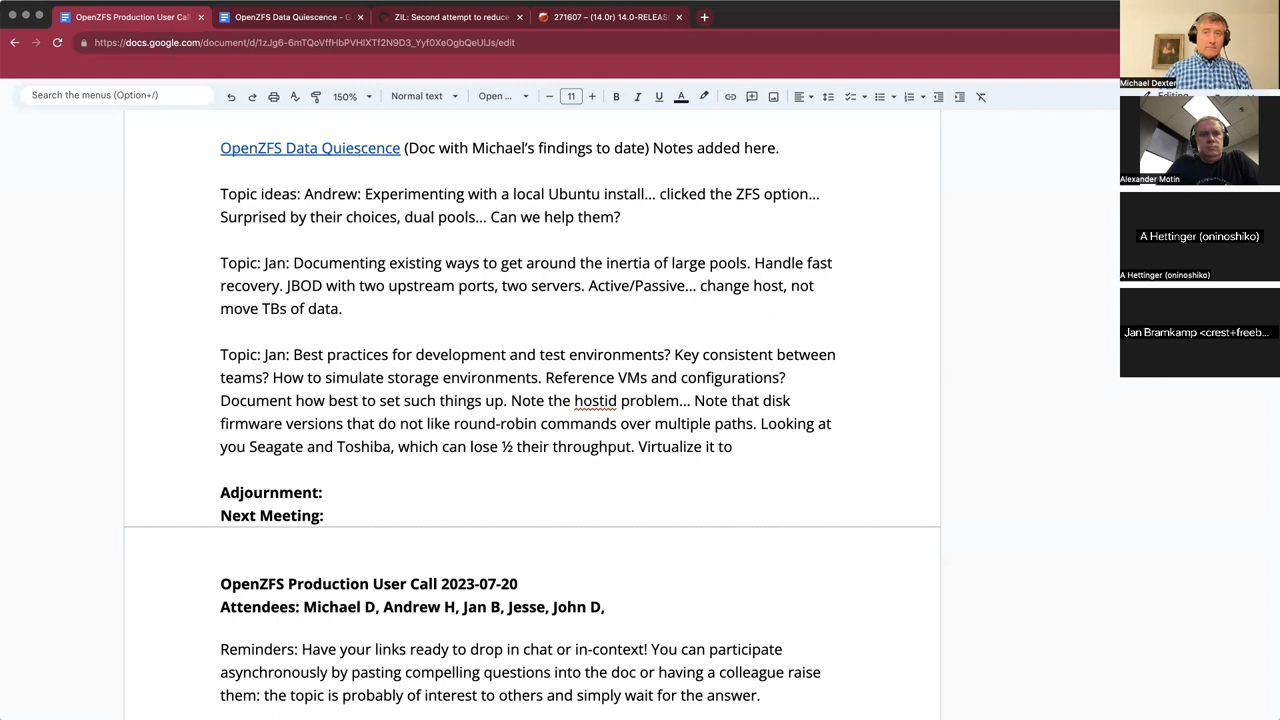 OpenZFS Production User Cal
OpenZFS Data Quiescence - G
ZIL: Second attempt to reduce
271607 – (14.0r) 14.0-RELEAS
https://docs.google.com/document/d/1zJg6-6mTQoVffHbPVHIXTf2N9D3_Yyf0XeOgbQeUlJs/edit
Search the menus (Option+/)
150%
Normal text
Open ...
11
B I U A
Editing
OpenZFS Data Quiescence (Doc with Michael's findings to date) Notes added here.
Topic ideas: Andrew: Experimenting with a local Ubuntu install... clicked the ZFS option...
Surprised by their choices, dual pools... Can we help them?
Topic: Jan: Documenting existing ways to get around the inertia of large pools. Handle fast
recovery. JBOD with two upstream ports, two servers. Active/Passive... change host, not
move TBs of data.
Topic: Jan: Best practices for development and test environments? Key consistent between
teams? How to simulate storage environments. Reference VMs and configurations?
Document how best to set such things up. Note the hostid problem... Note that disk
firmware versions that do not like round-robin commands over multiple paths. Looking at
you Seagate and Toshiba, which can lose ½ their throughput. Virtualize it to
Adjournment:
Next Meeting:
OpenZFS Production User Call 2023-07-20
Attendees: Michael D, Andrew H, Jan B, Jesse, John D,
Reminders: Have your links ready to drop in chat or in-context! You can participate
asynchronously by pasting compelling questions into the doc or having a colleague raise
them: the topic is probably of interest to others and simply wait for the answer.
Michael Dexter
Alexander Motin
A Hettinger (oninoshiko)
A Hettinger (oninoshiko)
Jan Bramkamp <crest+freeb...